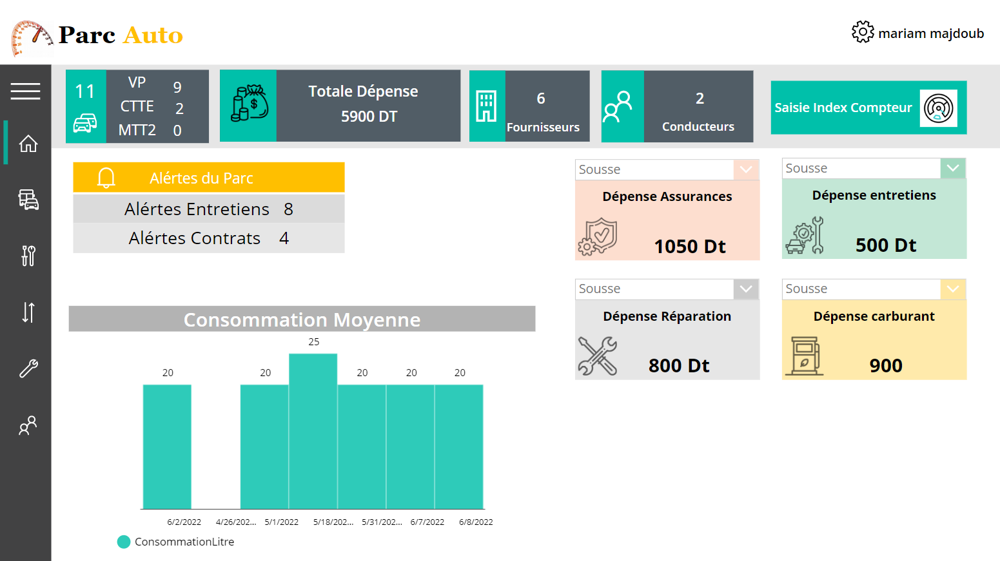 Parc Auto
mariam majdoub
11
VP 9
CTTE 2
MTT2 0
Totale Dépense
5900 DT
6
Fournisseurs
2
Conducteurs
Saisie Index Compteur
Alértes du Parc
Alértes Entretiens 8
Alértes Contrats 4
Sousse
Dépense Assurances
1050 Dt
Sousse
Dépense entretiens
500 Dt
Sousse
Dépense Réparation
800 Dt
Sousse
Dépense carburant
900
Consommation Moyenne
25
20 20 20 20 20
6/2/2022 4/26/202... 5/1/2022 5/18/202... 5/31/202... 6/7/2022 6/8/2022
ConsommationLitre